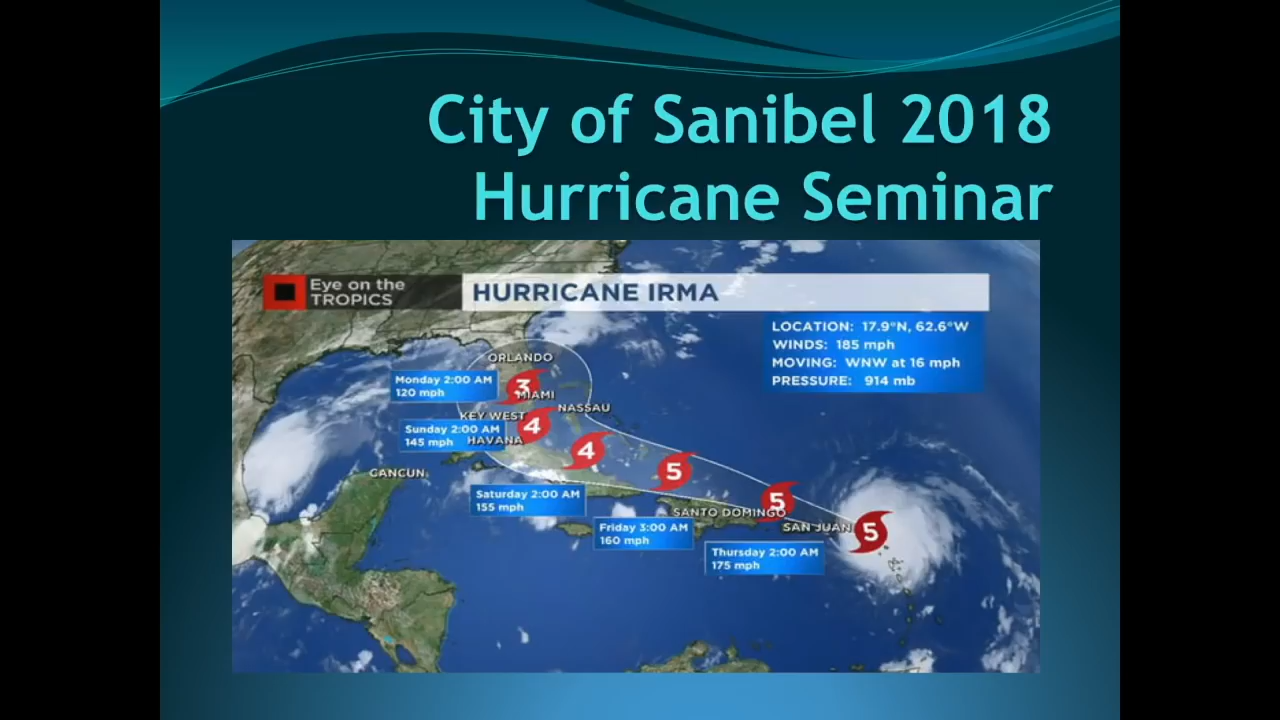 City of Sanibel 2018
Hurricane Seminar
Eye on the
TROPICS
HURRICANE IRMA
LOCATION: 17.9°N, 62.6°W
WINDS: 185 mph
MOVING: WNW at 16 mph
PRESSURE: 914 mb
ORLANDO
Monday 2:00 AM
120 mph
3
MIAMI
NASSAU
KEY WEST
Sunday 2:00 AM
145 mph
4
HAVANA
4
CANCUN
5
Saturday 2:00 AM
155 mph
5
SANTO DOMINGO
SAN JUAN
5
Friday 3:00 AM
160 mph
Thursday 2:00 AM
175 mph